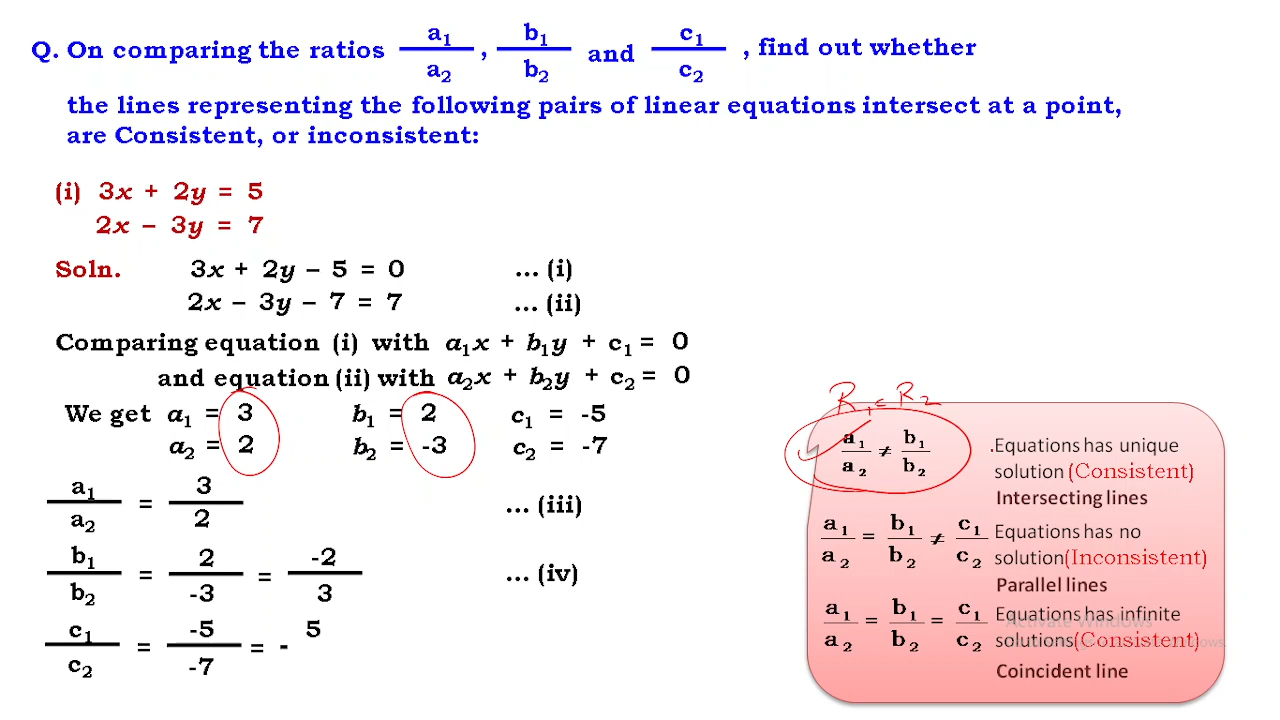 Q. On comparing the ratios a₁/a₂ , b₁/b₂ and c₁/c₂ , find out whether
the lines representing the following pairs of linear equations intersect at a point,
are Consistent, or inconsistent:
(i) 3x + 2y = 5
2x – 3y = 7
Soln. 3x + 2y – 5 = 0 ... (i)
2x – 3y – 7 = 7 ... (ii)
Comparing equation (i) with a₁x + b₁y + c₁ = 0
and equation (ii) with a₂x + b₂y + c₂ = 0
We get a₁ = 3 b₁ = 2 c₁ = -5
a₂ = 2 b₂ = -3 c₂ = -7
a₁/a₂ = 3/2 ... (iii)
b₁/b₂ = 2/-3 = -2/3 ... (iv)
c₁/c₂ = -5/-7 = - 5
R₁ = R₂
a₁/a₂ ≠ b₁/b₂ .Equations has unique
solution (Consistent)
Intersecting lines
a₁/a₂ = b₁/b₂ ≠ c₁/c₂ Equations has no
solution(Inconsistent)
Parallel lines
a₁/a₂ = b₁/b₂ = c₁/c₂ Equations has infinite
solutions(Consistent)
Coincident line
Activate Windows